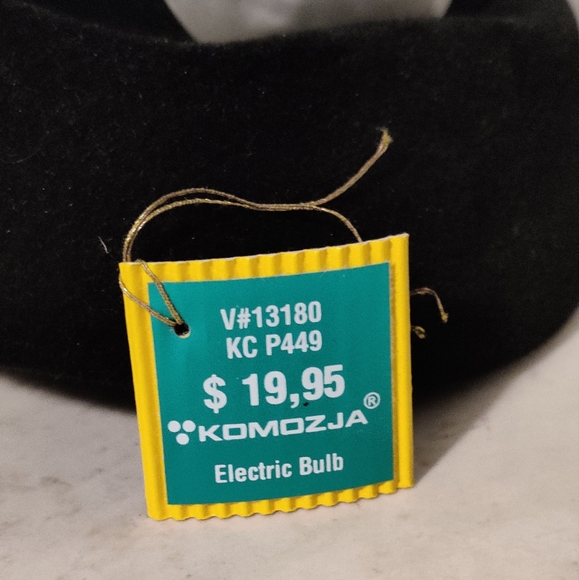 V#13180
KC P449
$ 19,95
KOMOZJA®
Electric Bulb